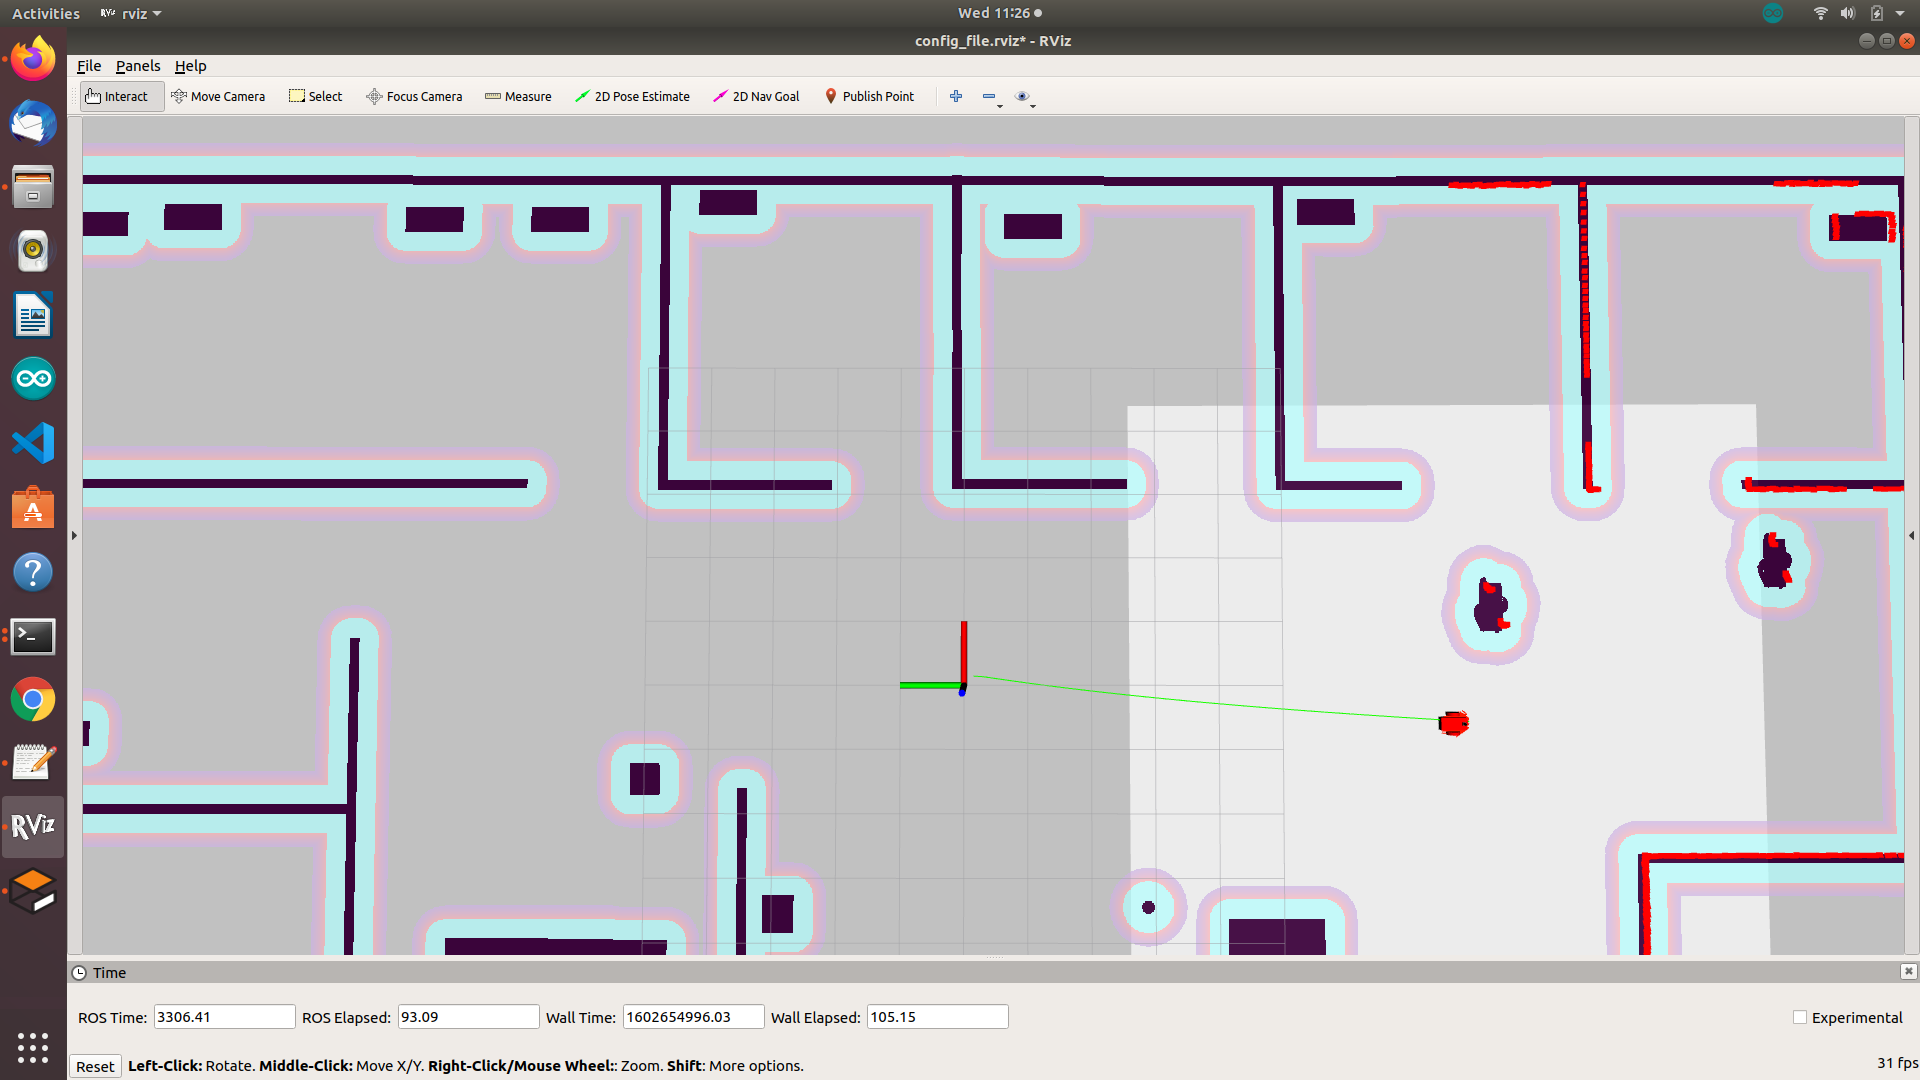 Activities RViz rviz Wed 11:26
config_file.rviz* - RViz
File Panels Help
Interact Move Camera Select Focus Camera Measure 2D Pose Estimate 2D Nav Goal Publish Point
RViz
Time
ROS Time: 3306.41 ROS Elapsed: 93.09 Wall Time: 1602654996.03 Wall Elapsed: 105.15 Experimental
Reset Left-Click: Rotate. Middle-Click: Move X/Y. Right-Click/Mouse Wheel:: Zoom. Shift: More options. 31 fps